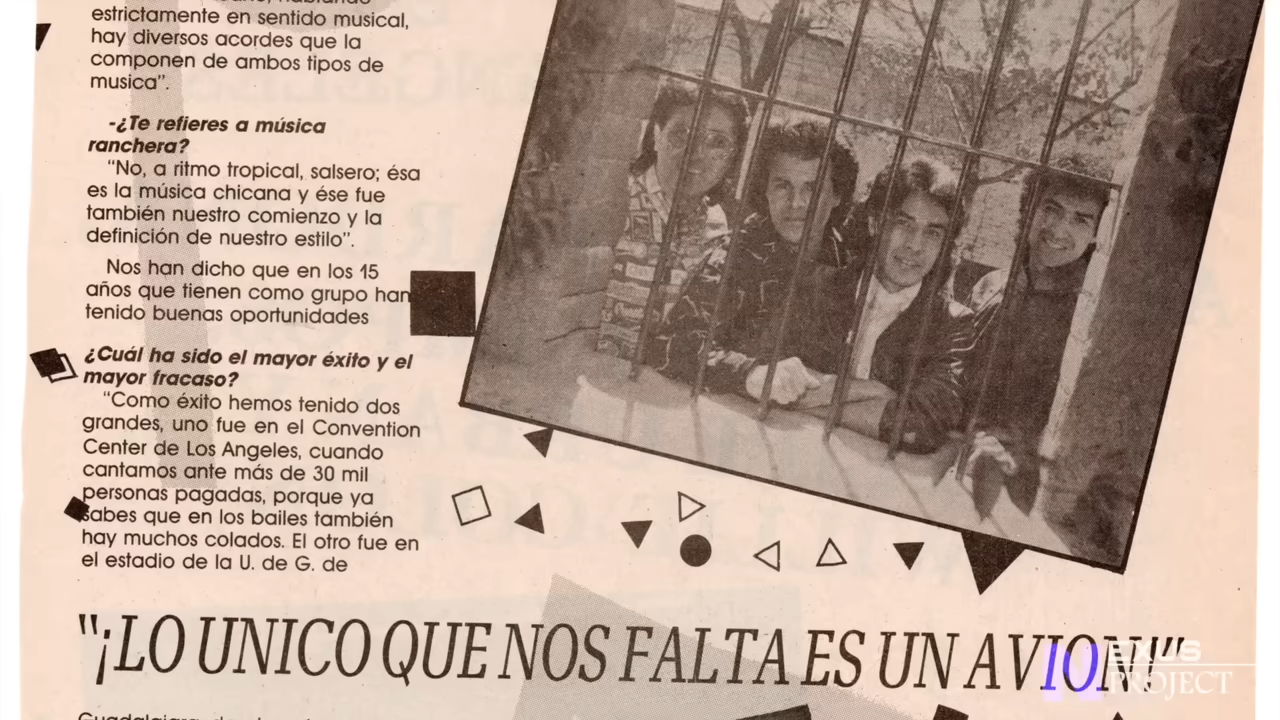 estrictamente en sentido musical,
hay diversos acordes que la
componen de ambos tipos de
musica”.
-¿Te refieres a música
ranchera?
“No, a ritmo tropical, salsero; ésa
es la música chicana y ése fue
también nuestro comienzo y la
definición de nuestro estilo”.
Nos han dicho que en los 15
años que tienen como grupo han
tenido buenas oportunidades
¿Cuál ha sido el mayor éxito y el
mayor fracaso?
“Como éxito hemos tenido dos
grandes, uno fue en el Convention
Center de Los Angeles, cuando
cantamos ante más de 30 mil
personas pagadas, porque ya
sabes que en los bailes también
hay muchos colados. El otro fue en
el estadio de la U. de G. de
"¡LO UNICO QUE NOS FALTA ES UN AVION!"
EXUS
PROJECT